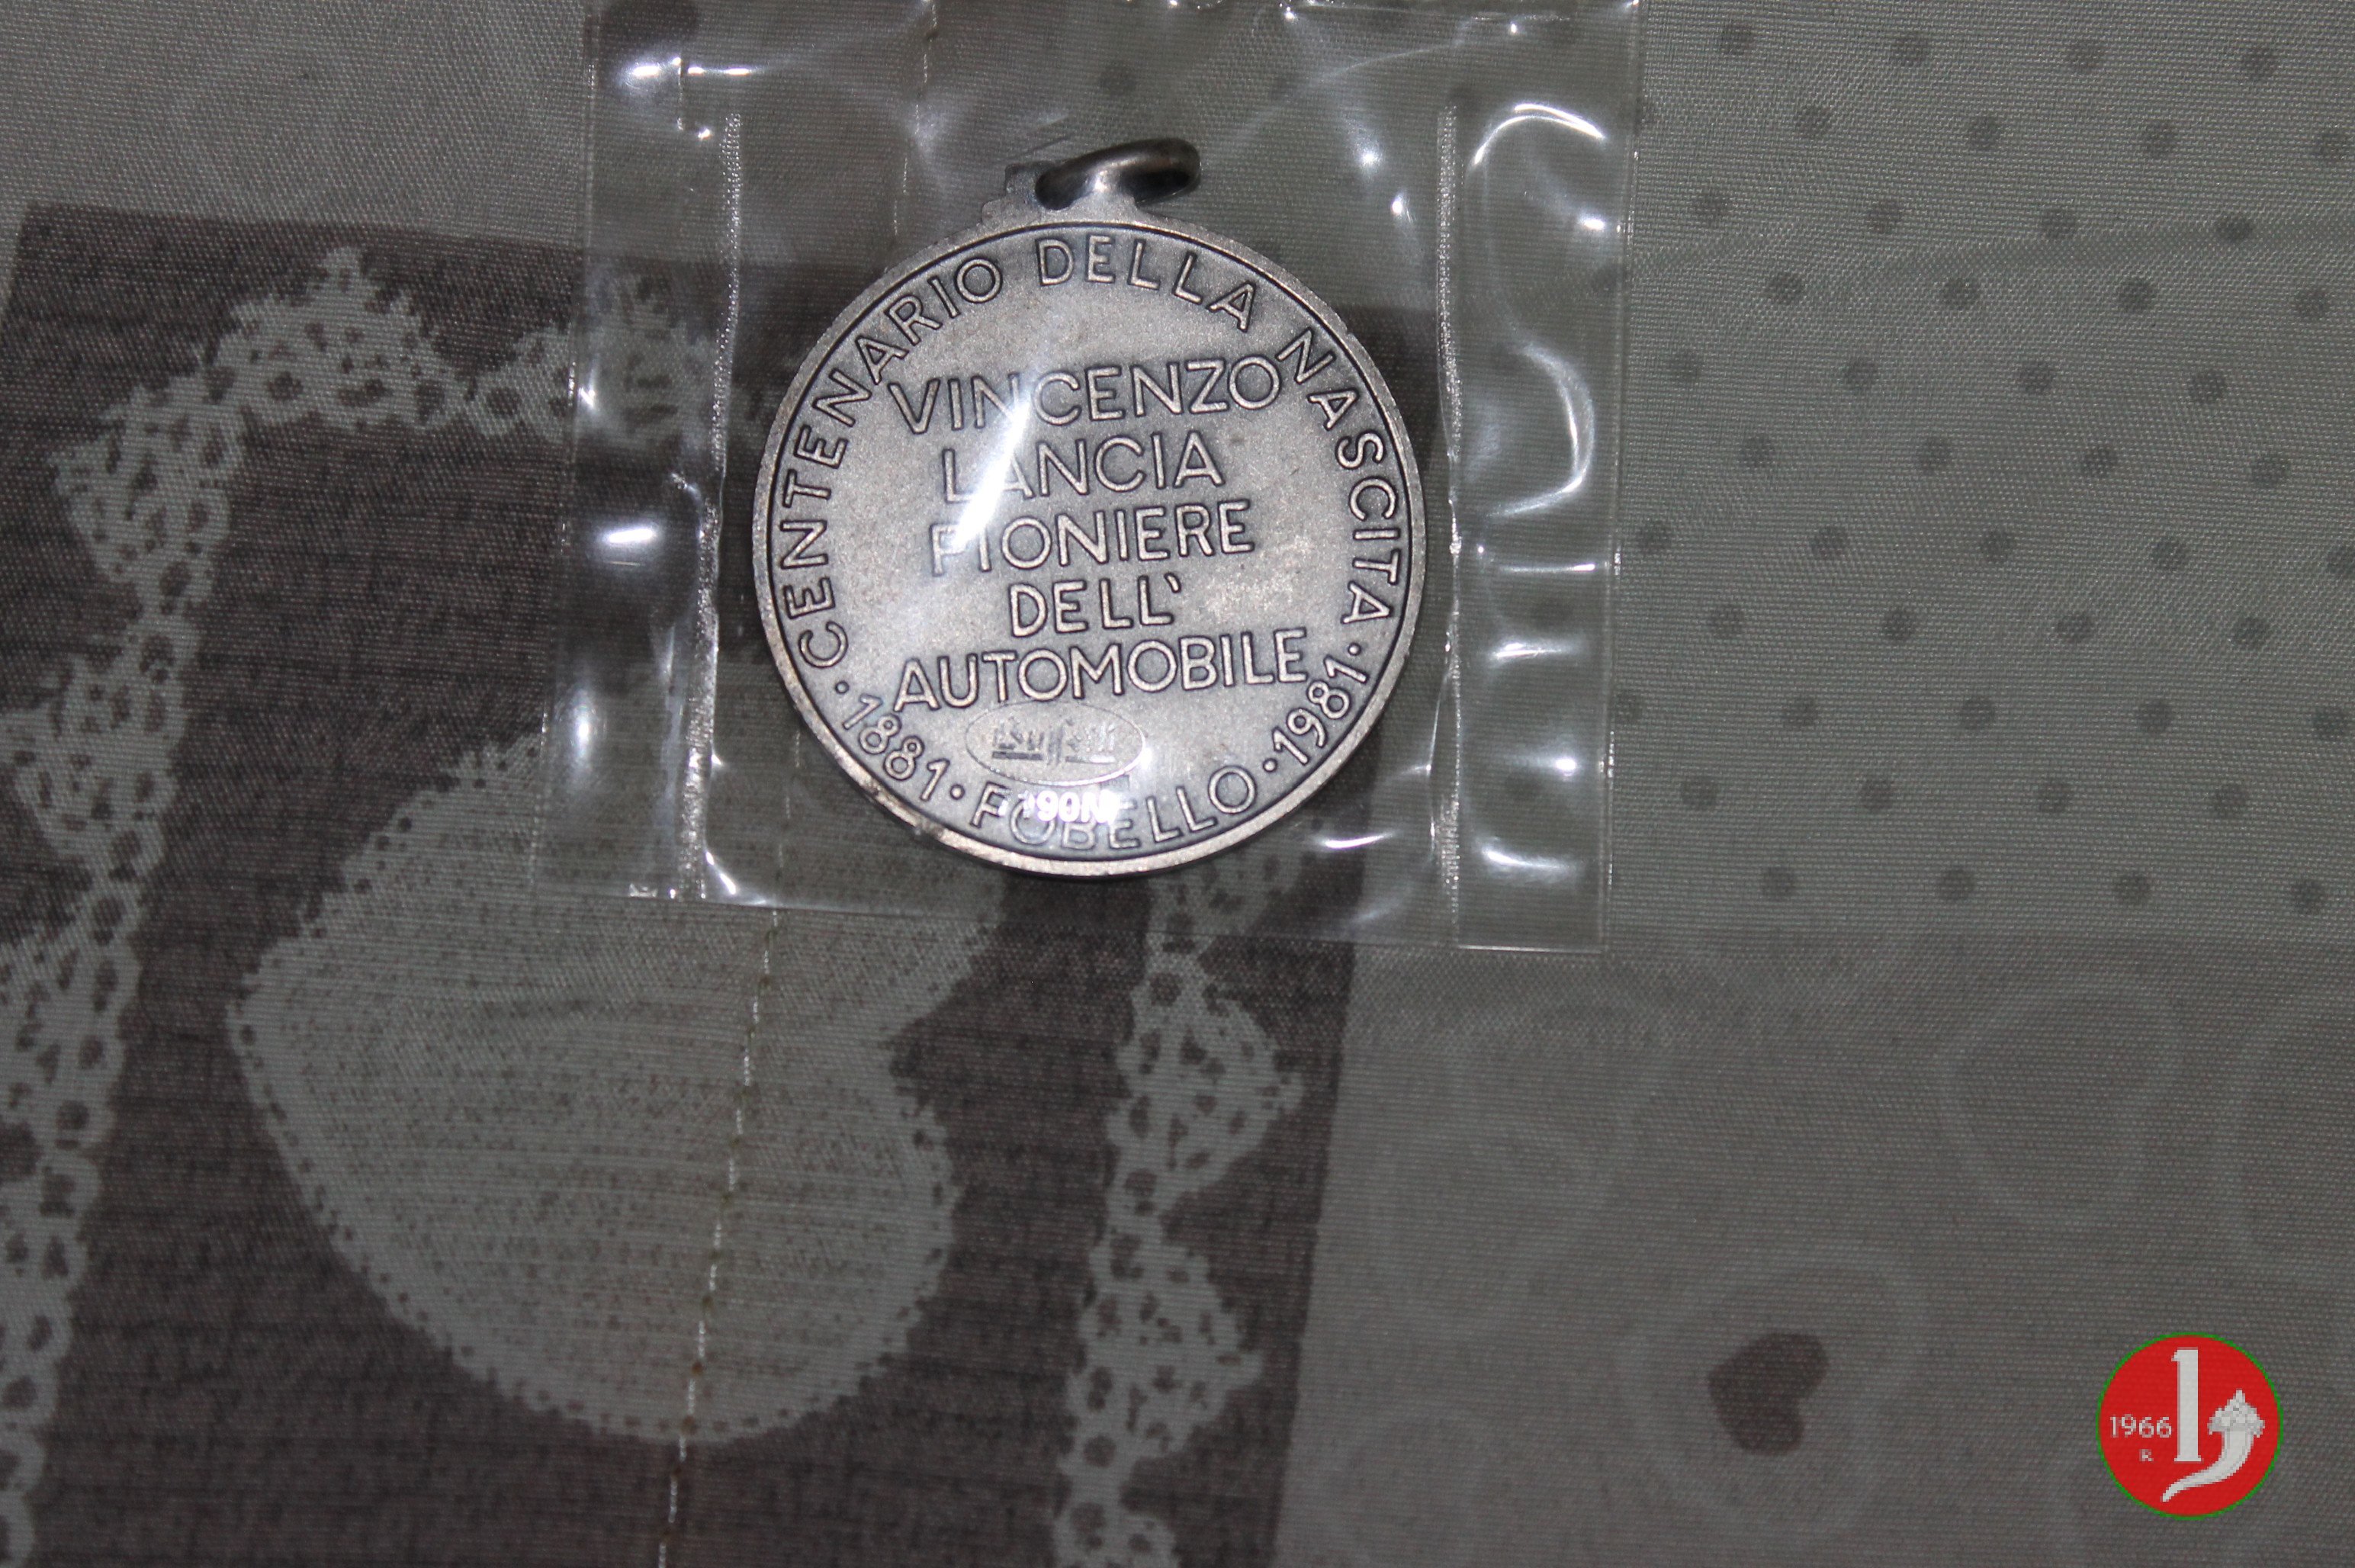 CENTENARIO DELLA NASCITA
VINCENZO
LANCIA
PIONIERE
DELL'
AUTOMOBILE
· 1881 · FOBELLO · 1981 ·
1966
R